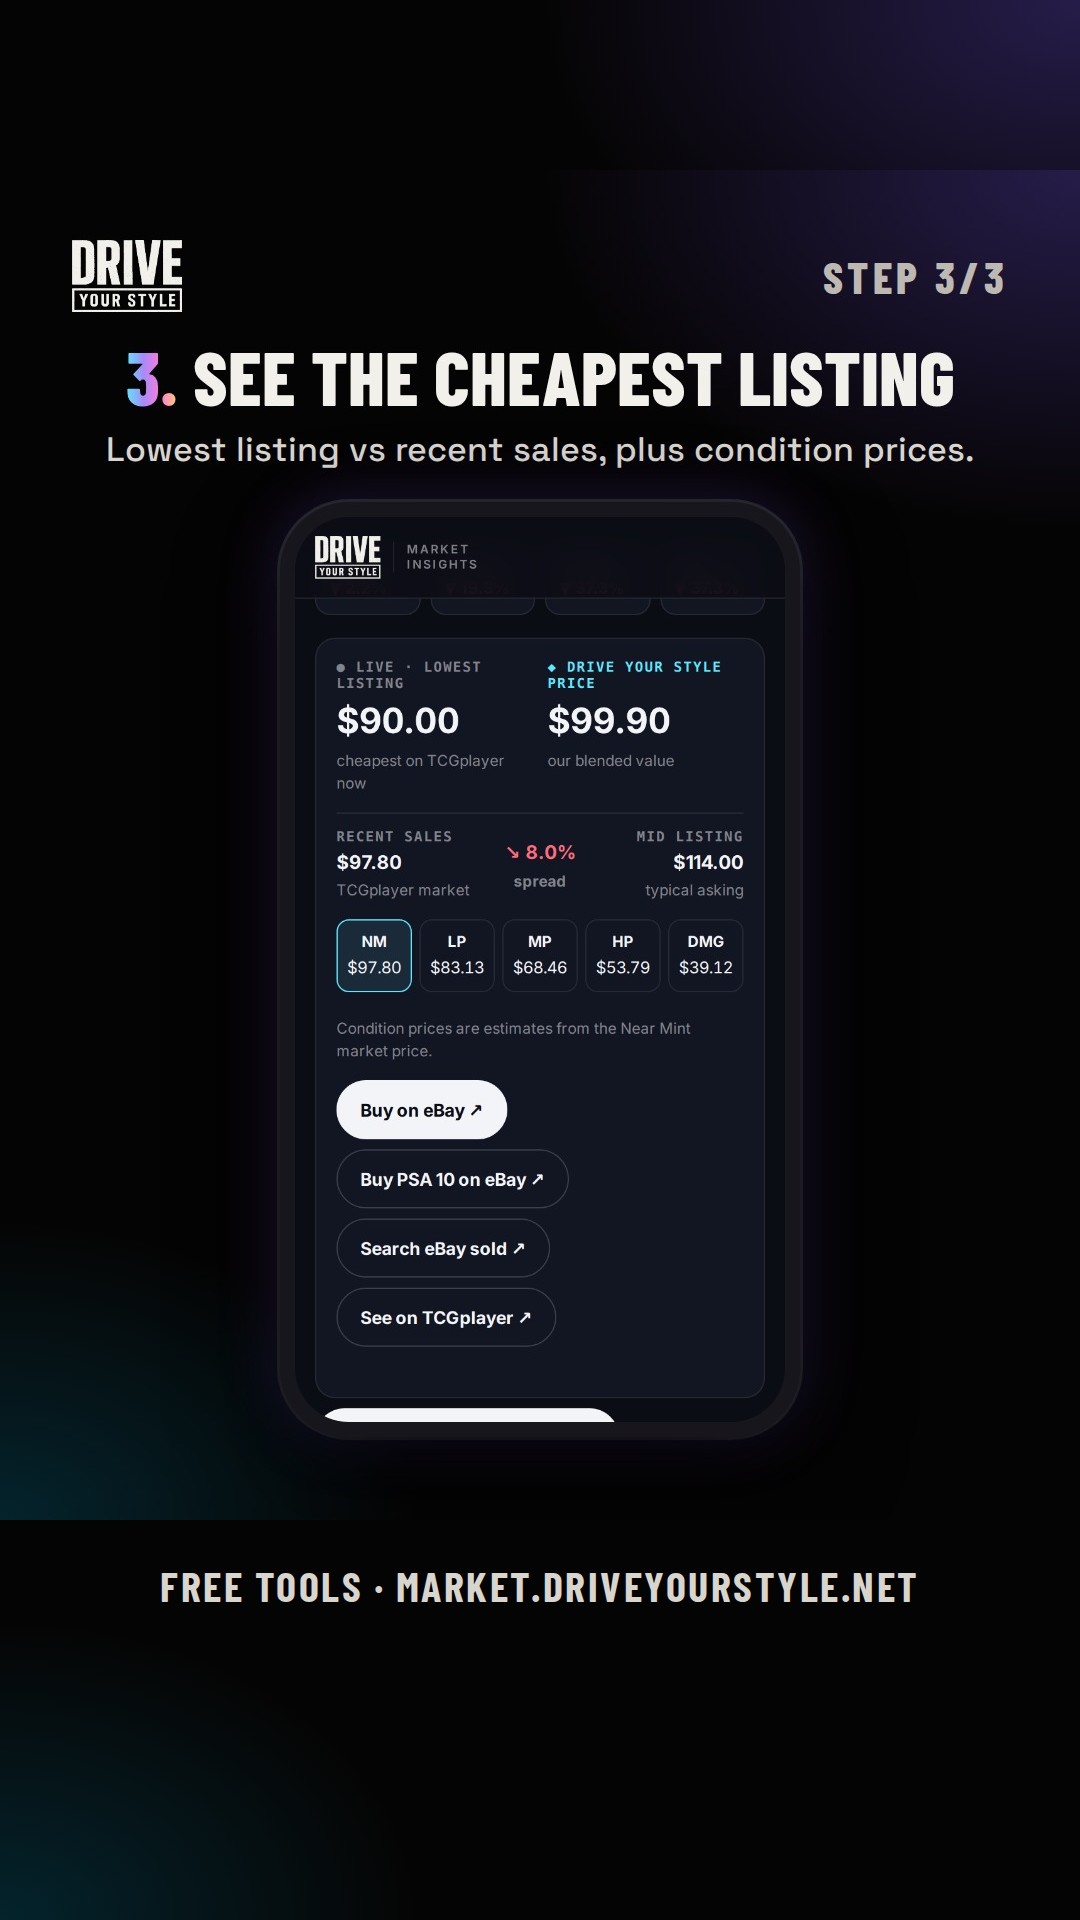 DRIVE
YOUR STYLE
STEP 3/3
3. SEE THE CHEAPEST LISTING
Lowest listing vs recent sales, plus condition prices.
DRIVE
YOUR STYLE
MARKET
INSIGHTS
● LIVE · LOWEST
LISTING
$90.00
cheapest on TCGplayer
now
◆ DRIVE YOUR STYLE
PRICE
$99.90
our blended value
RECENT SALES
$97.80
TCGplayer market
↘ 8.0%
spread
MID LISTING
$114.00
typical asking
NM LP MP HP DMG
$97.80 $83.13 $68.46 $53.79 $39.12
Condition prices are estimates from the Near Mint
market price.
Buy on eBay ↗
Buy PSA 10 on eBay ↗
Search eBay sold ↗
See on TCGplayer ↗
FREE TOOLS · MARKET.DRIVEYOURSTYLE.NET